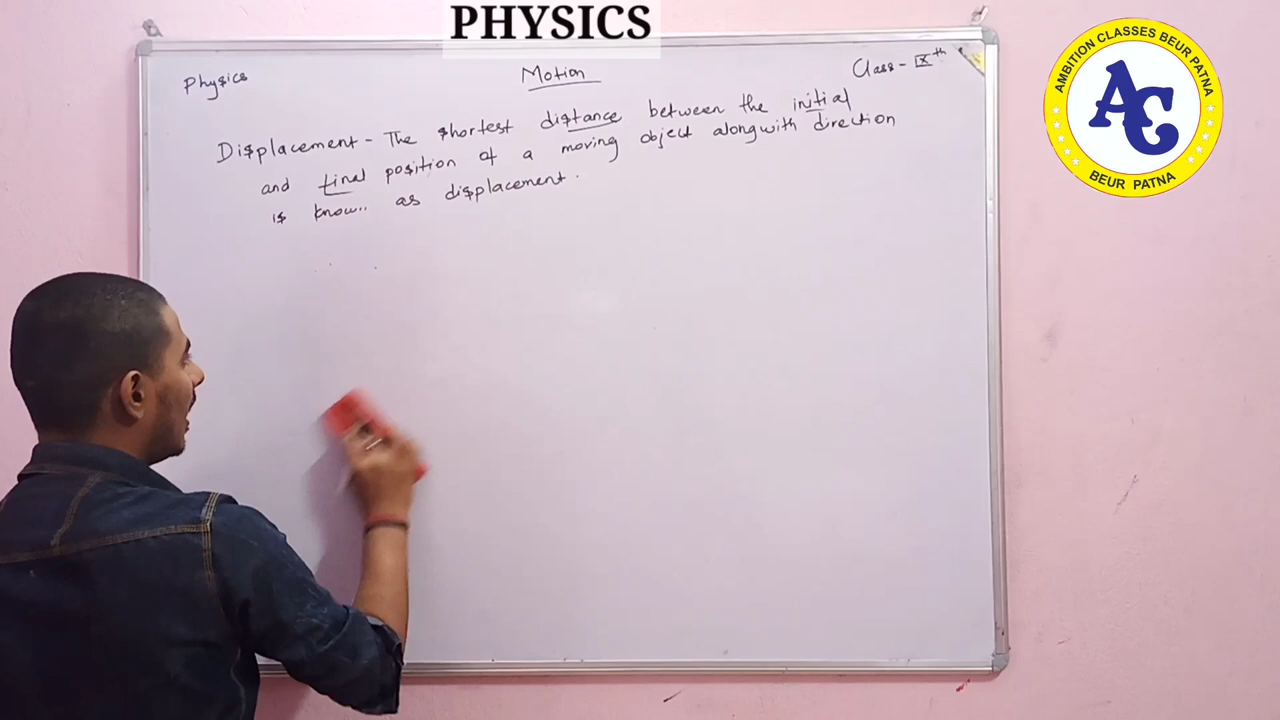 PHYSICS
Physics
Motion
Class - IXth
Displacement - The shortest distance between the initial
and final position of a moving object alongwith direction
is know.. as displacement.
AMBITION CLASSES BEUR PATNA
AC
BEUR PATNA